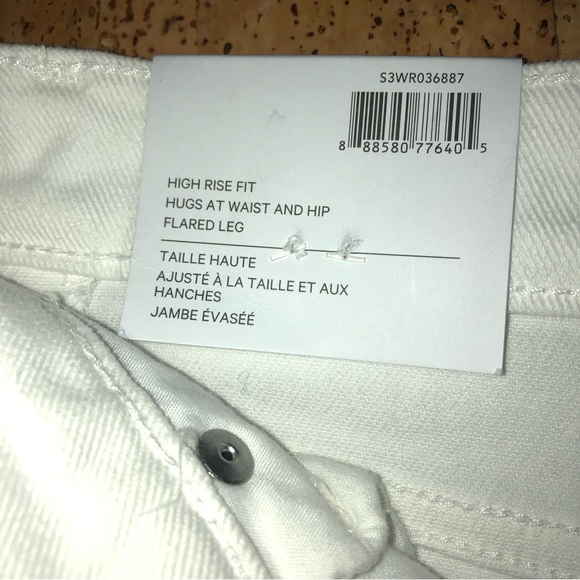 S3WR036887
8 88580 77640 5
HIGH RISE FIT
HUGS AT WAIST AND HIP
FLARED LEG
TAILLE HAUTE
AJUSTÉ À LA TAILLE ET AUX
HANCHES
JAMBE ÉVASÉÉ